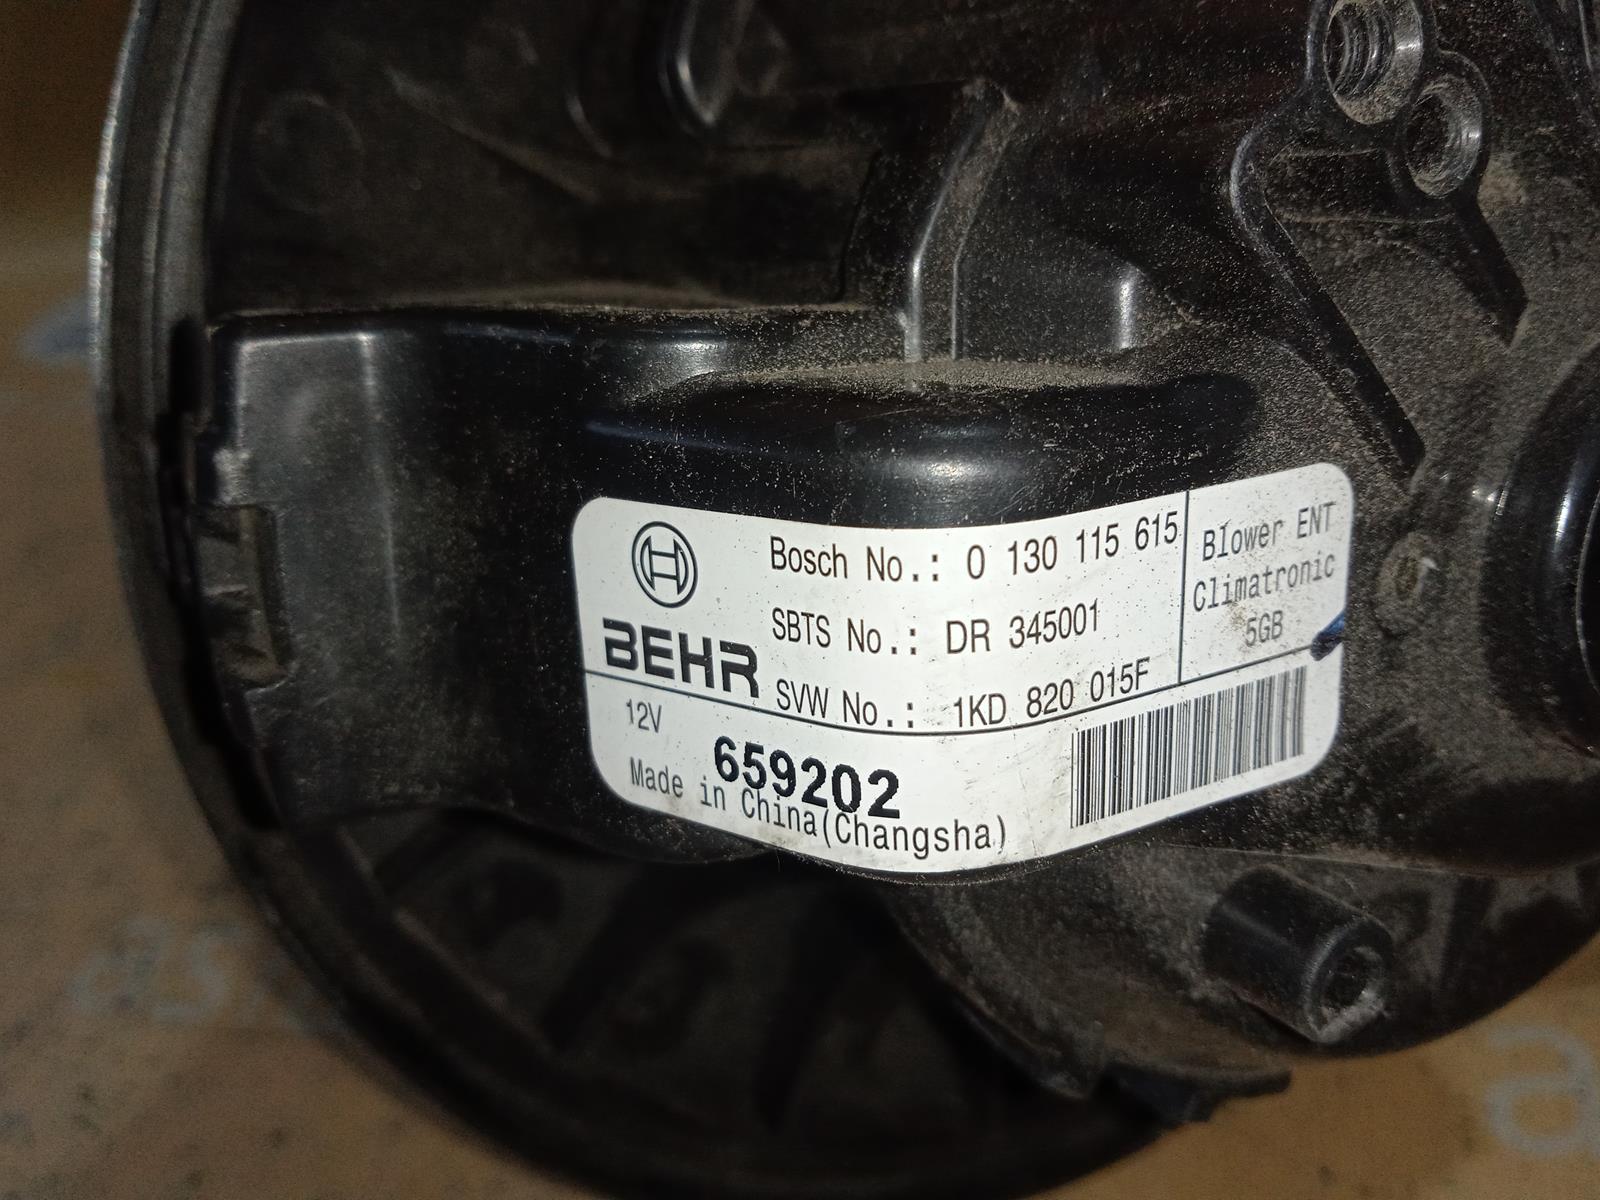 Bosch No.: 0 130 115 615
SBTS No.: DR 345001
BEHR
SVW No.: 1KD 820 015F
Blower ENT
Climatronic
5GB
12V
659202
Made in China(Changsha)